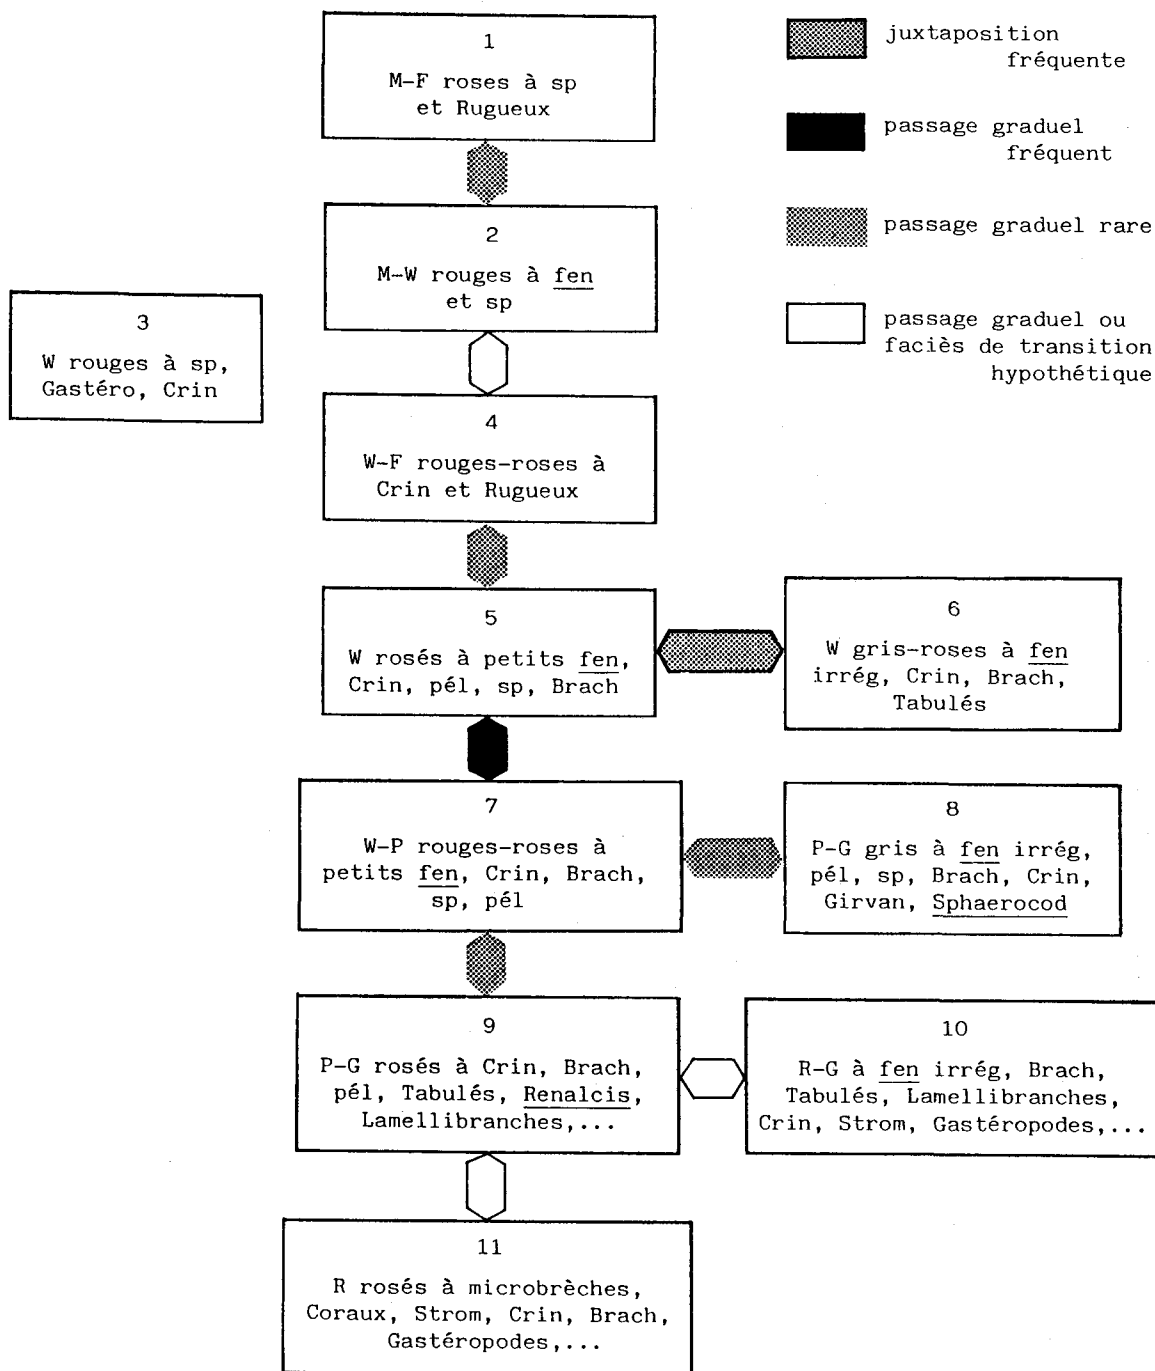 1
M-F roses à sp
et Rugueux
juxtaposition
fréquente
passage graduel
fréquent
passage graduel rare
passage graduel ou
faciès de transition
hypothétique
2
M-W rouges à fen
et sp
3
W rouges à sp,
Gastéro, Crin
4
W-F rouges-roses à
Crin et Rugueux
5
W rosés à petits fen,
Crin, pél, sp, Brach
6
W gris-roses à fen
irrég, Crin, Brach,
Tabulés
7
W-P rouges-roses à
petits fen, Crin, Brach,
sp, pél
8
P-G gris à fen irrég,
pél, sp, Brach, Crin,
Girvan, Sphaerocod
9
P-G rosés à Crin, Brach,
pél, Tabulés, Renalcis,
Lamellibranches,...
10
R-G à fen irrég, Brach,
Tabulés, Lamellibranches,
Crin, Strom, Gastéropodes,...
11
R rosés à microbrèches,
Coraux, Strom, Crin, Brach,
Gastéropodes,...